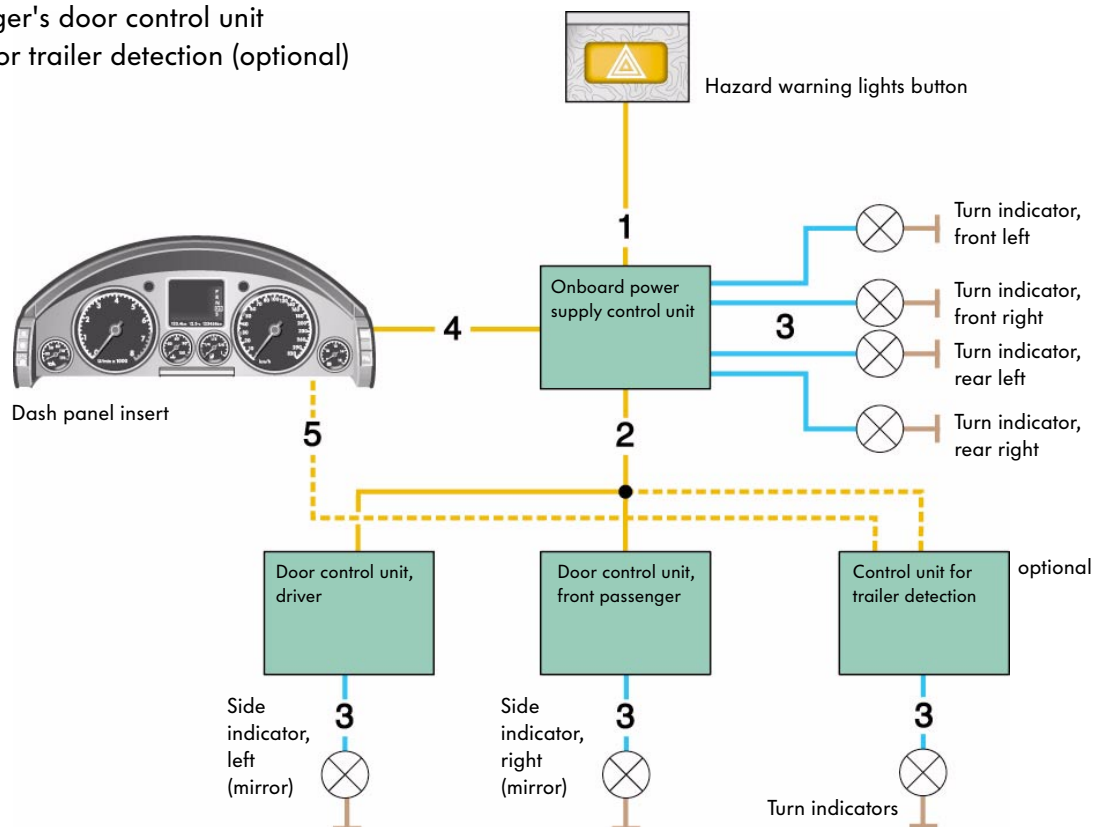 ger's door control unit
or trailer detection (optional)
Hazard warning lights button
1
Turn indicator,
front left
Onboard power
supply control unit
Turn indicator,
front right
3
4
Turn indicator,
rear left
Dash panel insert
Turn indicator,
rear right
5
2
Door control unit,
driver
Door control unit,
front passenger
Control unit for
trailer detection
optional
Side
indicator,
left
(mirror)
3
Side
indicator,
right
(mirror)
3
3
Turn indicators